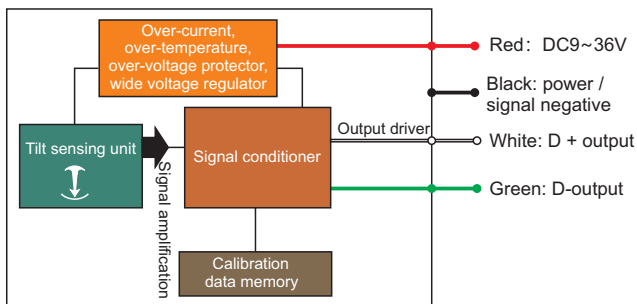 Over-current,
over-temperature,
over-voltage protector,
wide voltage regulator
Red: DC9~36V
Black: power /
signal negative
Output driver
White: D + output
Tilt sensing unit
Signal conditioner
Signal amplification
Green: D-output
Calibration
data memory